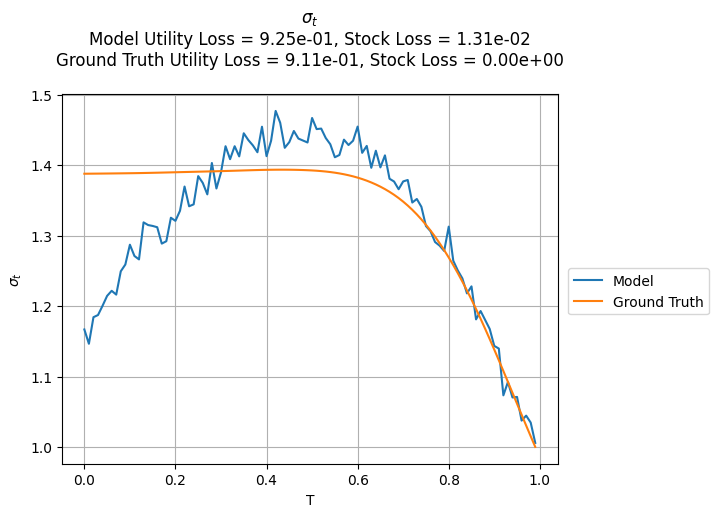 σt
Model Utility Loss = 9.25e-01, Stock Loss = 1.31e-02
Ground Truth Utility Loss = 9.11e-01, Stock Loss = 0.00e+00
1.5
1.4
1.3
1.2
1.1
1.0
σt
0.0 0.2 0.4 0.6 0.8 1.0
T
Model
Ground Truth